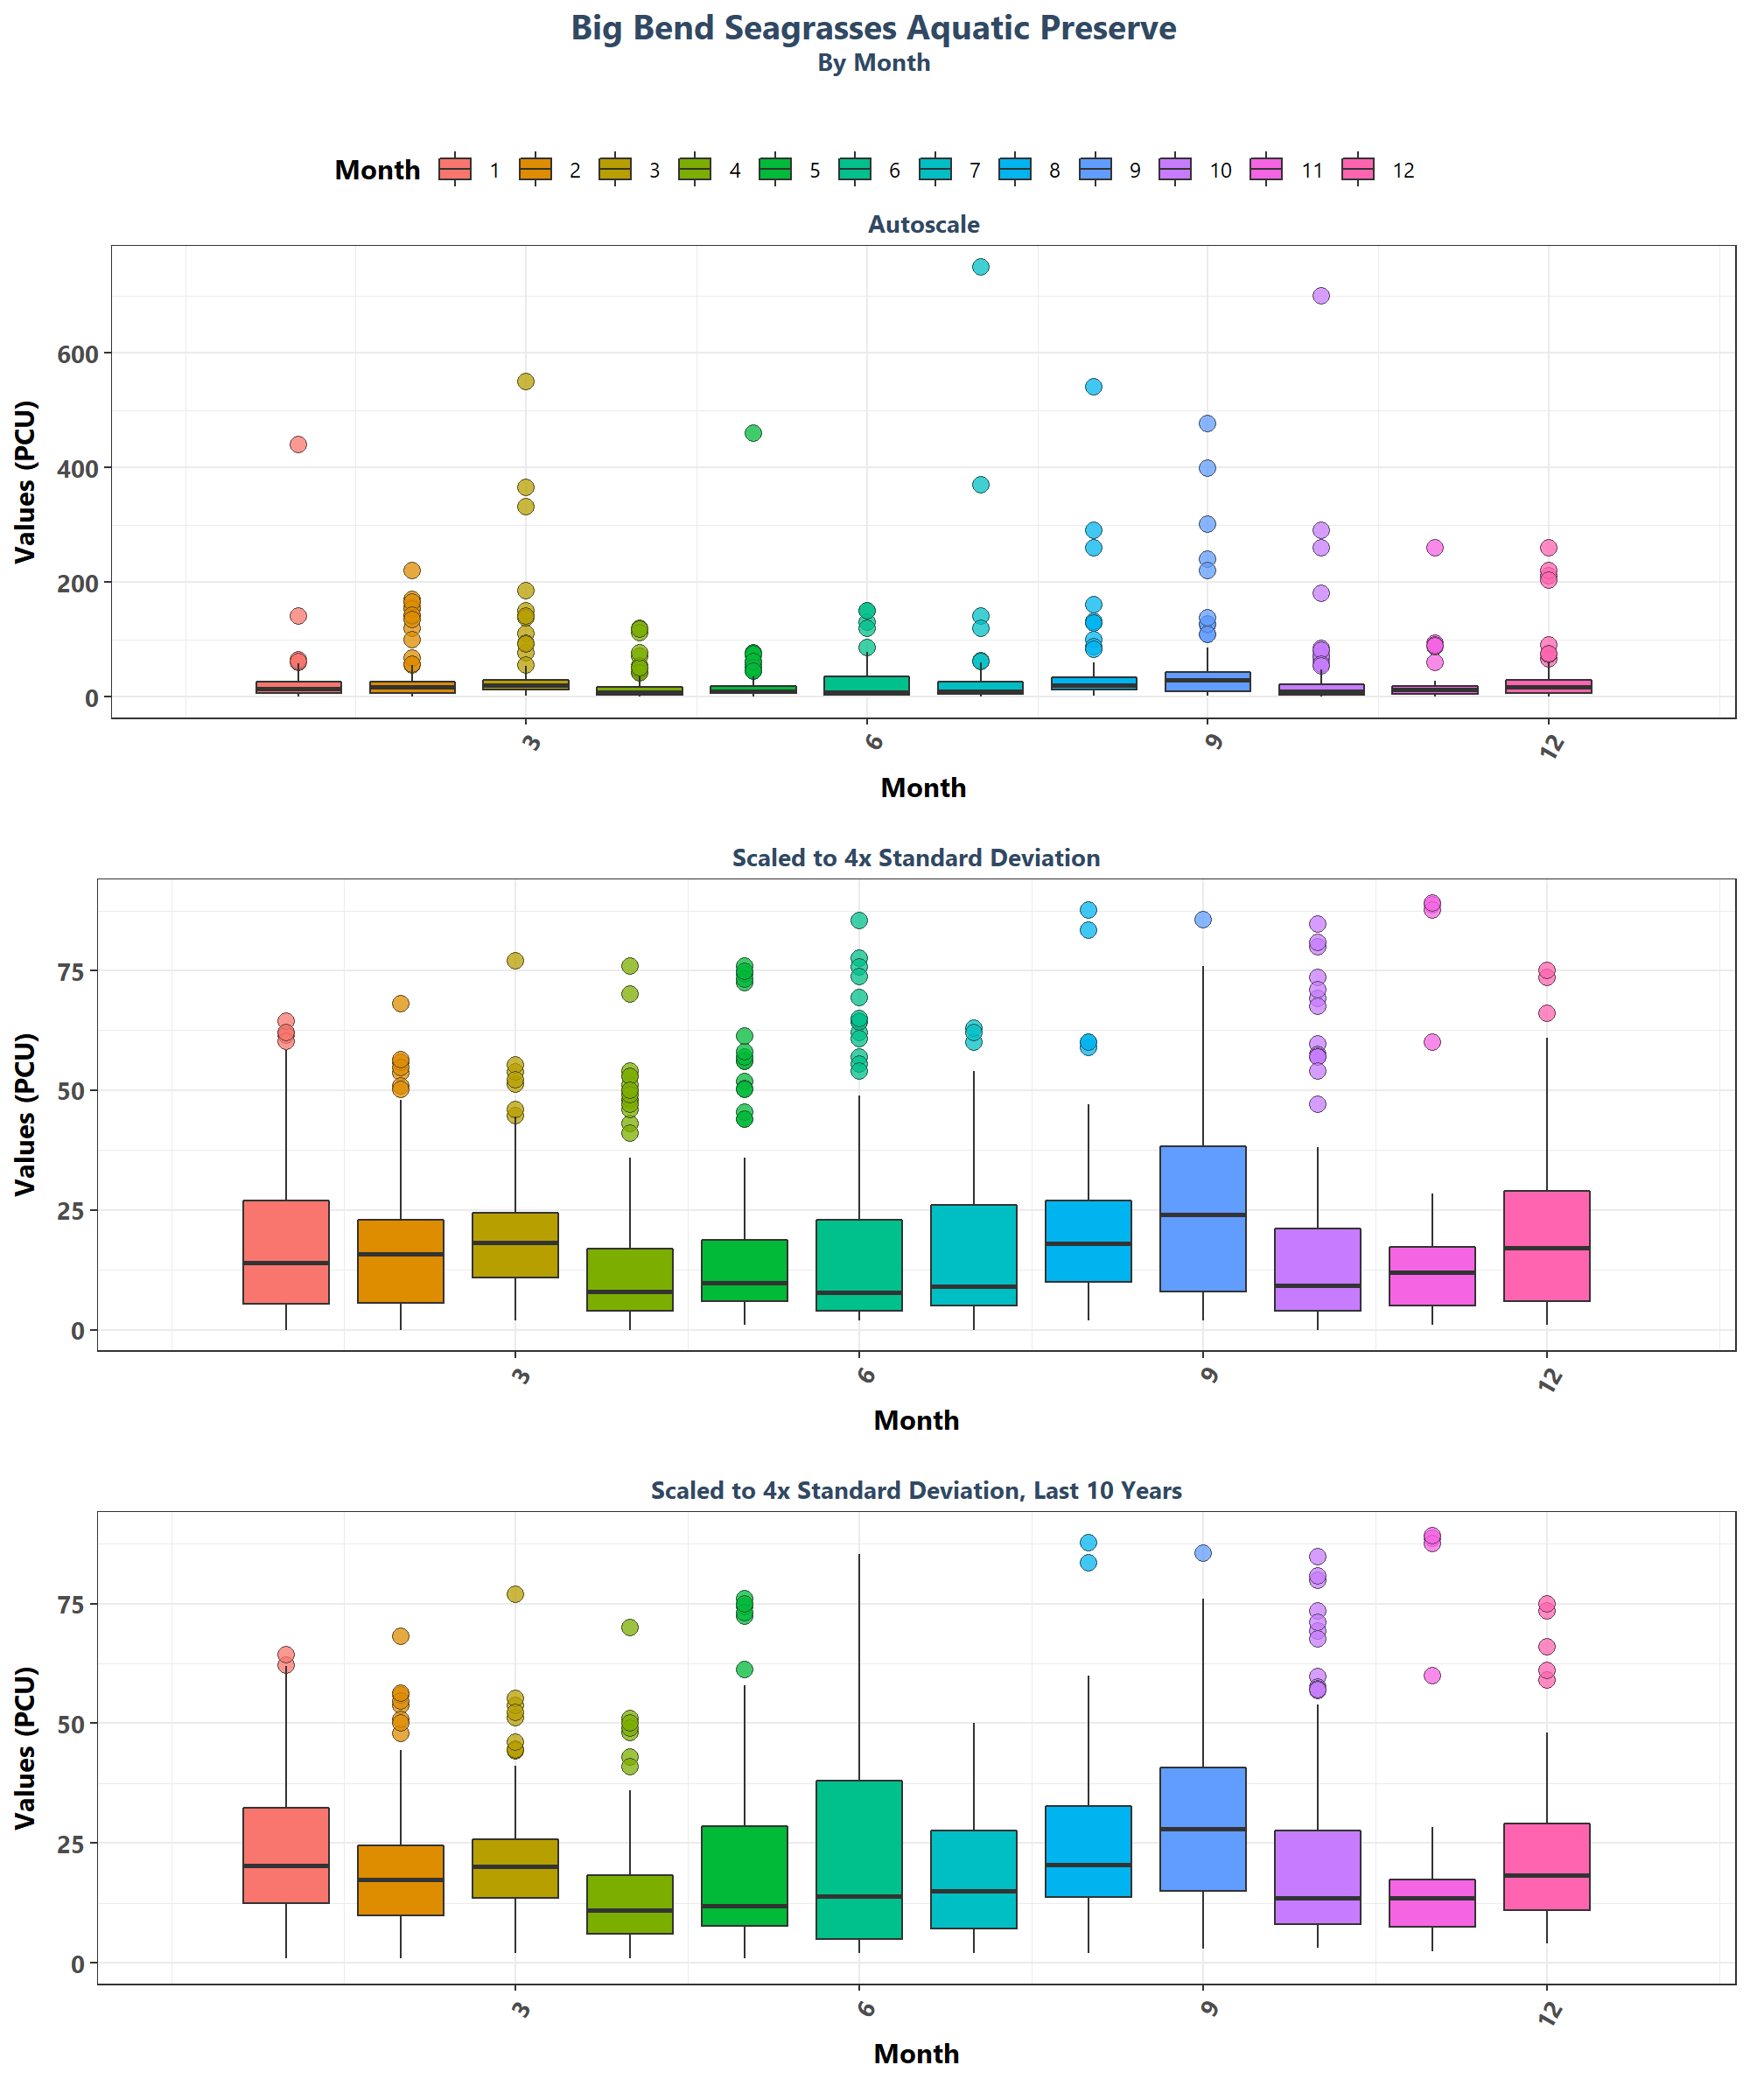 Big Bend Seagrasses Aquatic Preserve
By Month
Month 1 2 3 4 5 6 7 8 9 10 11 12
Autoscale
Values (PCU)
600
400
200
0
3 6 9 12
Month
Scaled to 4x Standard Deviation
Values (PCU)
75
50
25
0
3 6 9 12
Month
Scaled to 4x Standard Deviation, Last 10 Years
Values (PCU)
75
50
25
0
3 6 9 12
Month